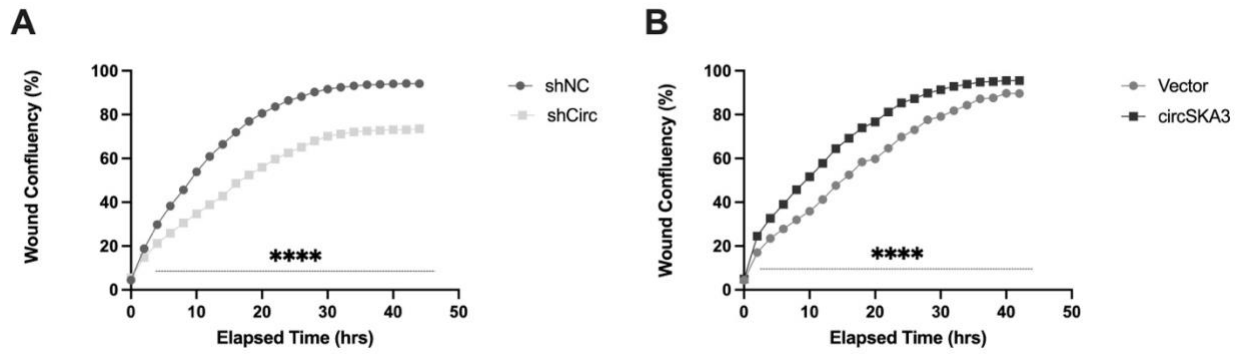 A
Wound Confluency (%)
100
80
60
40
20
0
****
0 10 20 30 40 50
Elapsed Time (hrs)
shNC
shCirc
B
Wound Confluency (%)
100
80
60
40
20
0
****
0 10 20 30 40 50
Elapsed Time (hrs)
Vector
circSKA3